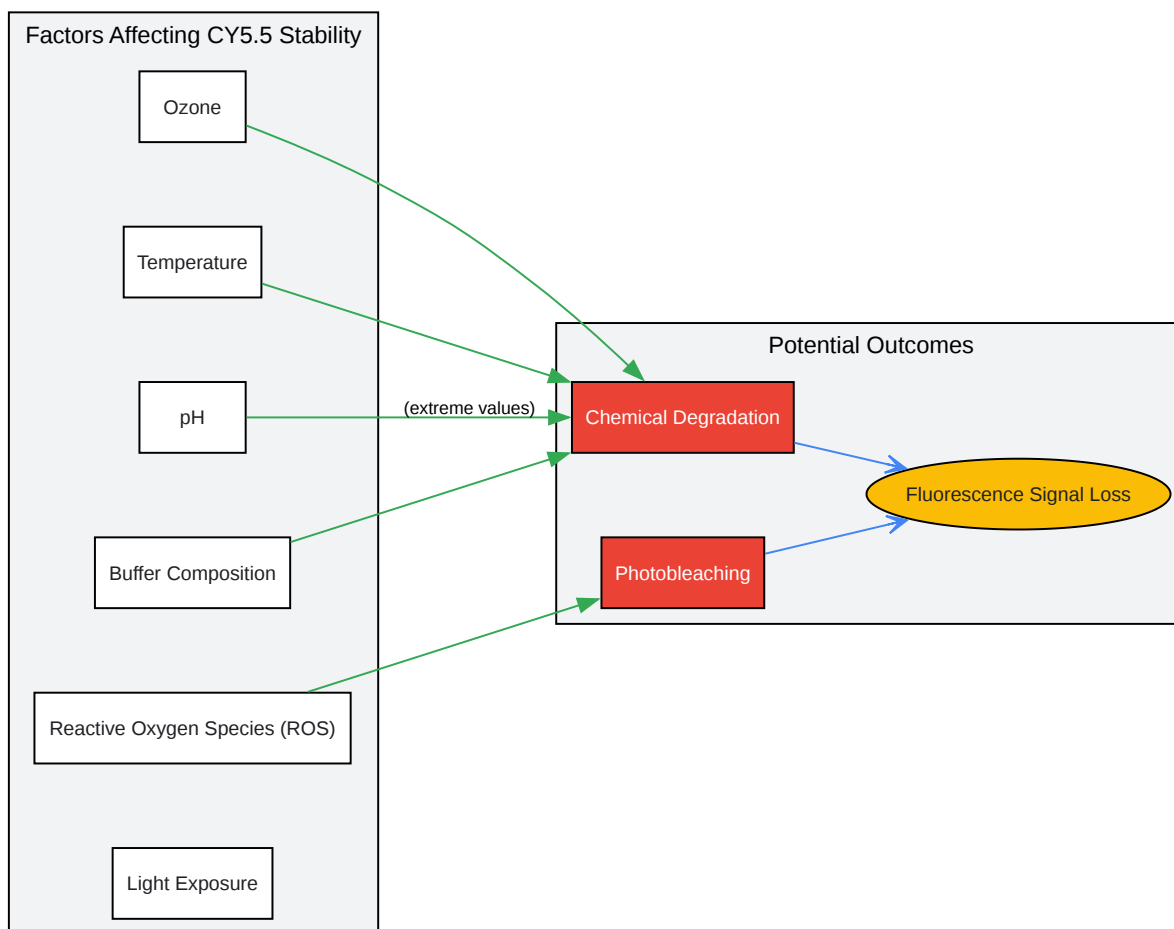 Factors Affecting CY5.5 Stability
Ozone
Temperature
pH
(extreme values)
Buffer Composition
Reactive Oxygen Species (ROS)
Light Exposure
Potential Outcomes
Chemical Degradation
Fluorescence Signal Loss
Photobleaching